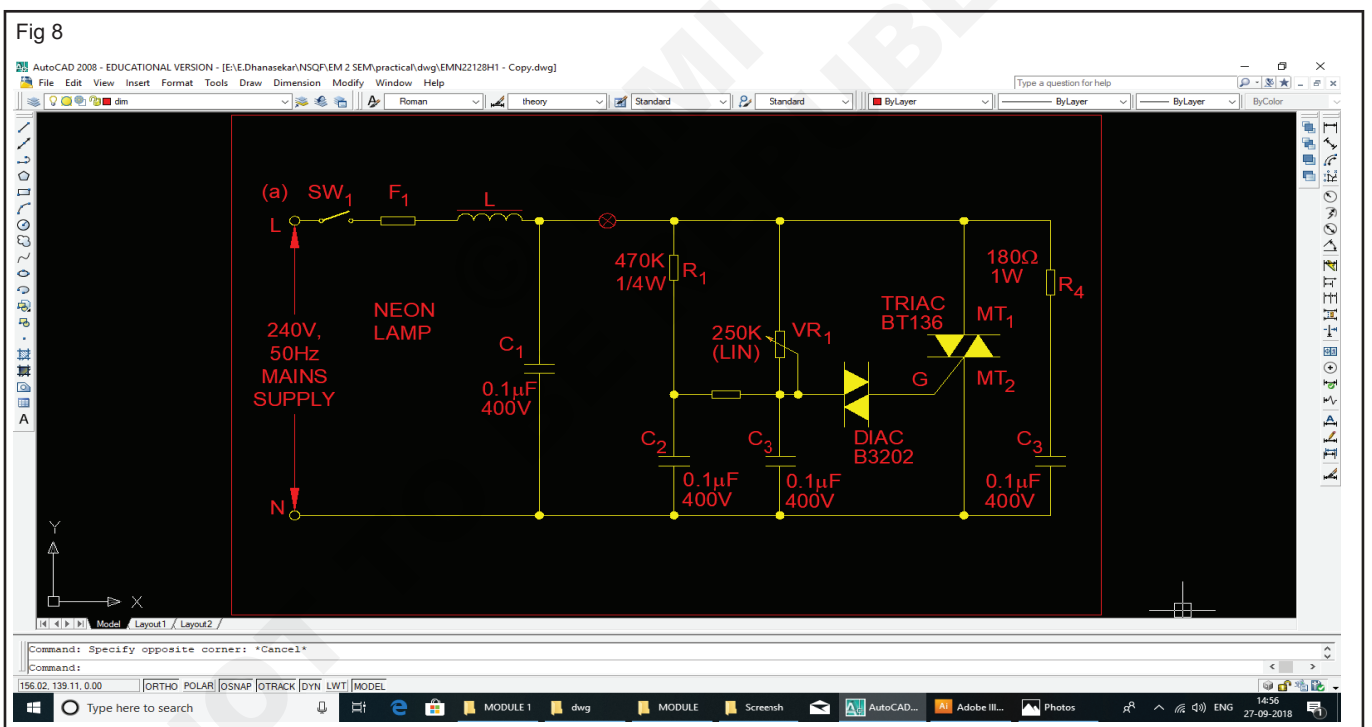 Fig 8
AutoCAD 2008 - EDUCATIONAL VERSION - [E:\E.Dhanasekar\NSQF\EM 2 SEM\practical\dwg\EMN22128H1 - Copy.dwg]
File Edit View Insert Format Tools Draw Dimension Modify Window Help
Type a question for help
dim
Roman
theory
Standard
Standard
ByLayer
ByLayer
ByLayer
ByColor
(a) SW1 F1 L
L
470K
1/4W
R1
180Ω
1W
R4
NEON
LAMP
TRIAC
BT136
MT1
240V,
50Hz
MAINS
SUPPLY
250K
(LIN)
VR1
C1
0.1µF
400V
G
MT2
C2
0.1µF
400V
C3
0.1µF
400V
DIAC
B3202
C3
0.1µF
400V
N
Y
X
Model Layout1 Layout2
Command: Specify opposite corner: *Cancel*
Command:
156.02, 139.11, 0.00 ORTHO POLAR OSNAP OTRACK DYN LWT MODEL
Type here to search
MODULE 1
dwg
MODULE
Screensh
AutoCAD...
Adobe Ill...
Photos
ENG
14:56
27-09-2018